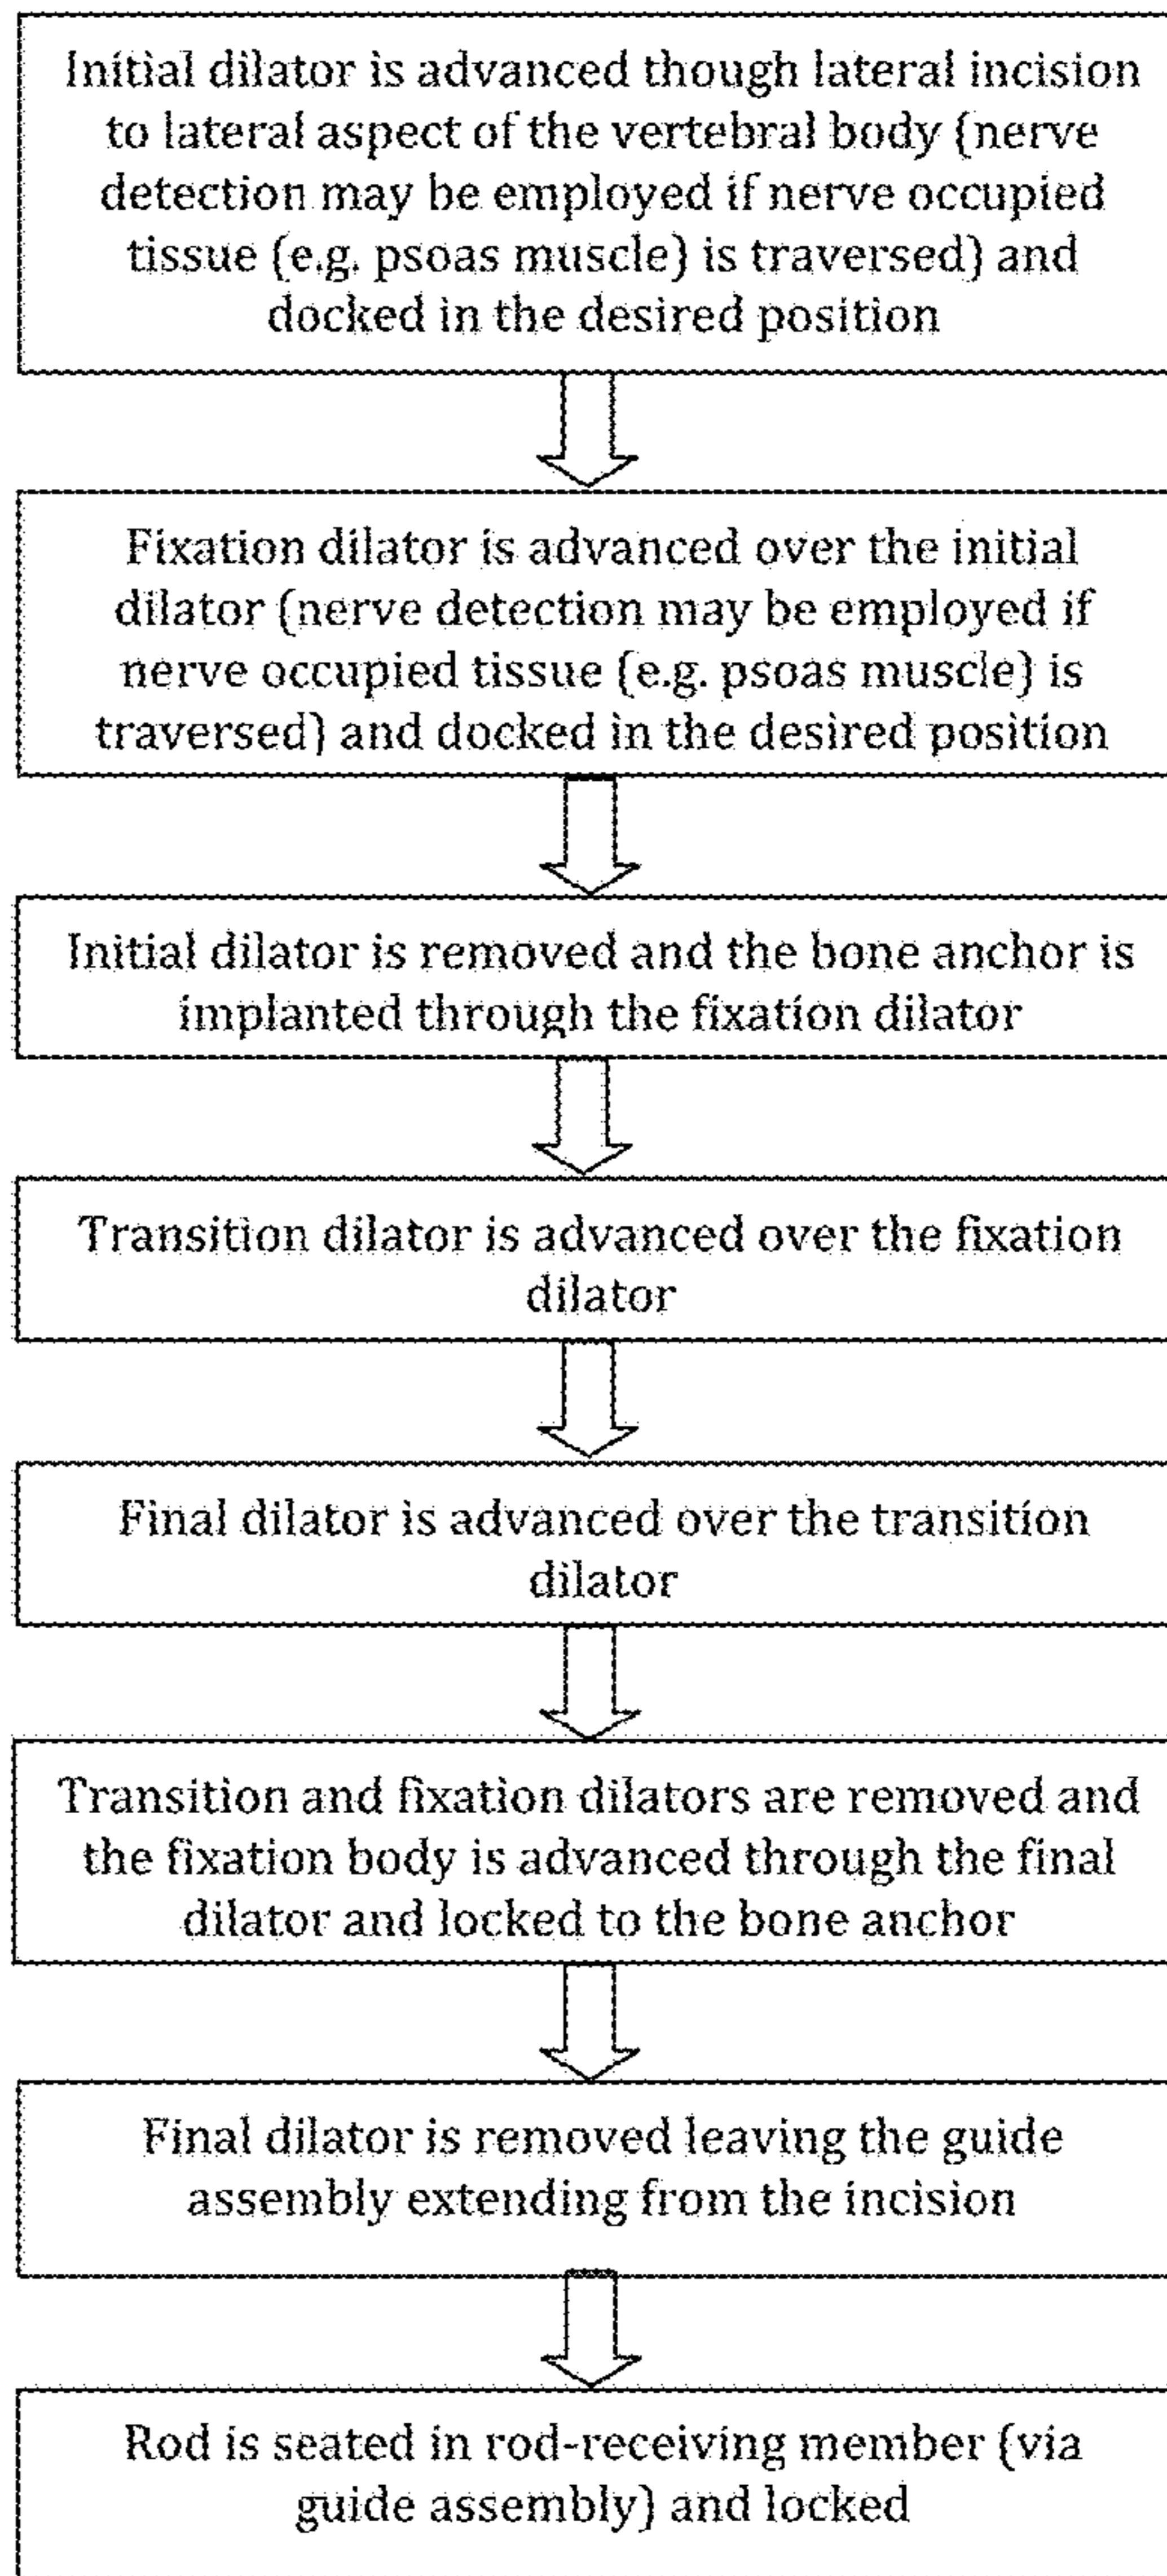 Initial dilator is advanced though lateral incision
to lateral aspect of the vertebral body (nerve
detection may be employed if nerve occupied
tissue (e.g. psoas muscle) is traversed) and
docked in the desired position
Fixation dilator is advanced over the initial
dilator (nerve detection may be employed if
nerve occupied tissue (e.g. psoas muscle) is
traversed) and docked in the desired position
Initial dilator is removed and the bone anchor is
implanted through the fixation dilator
Transition dilator is advanced over the fixation
dilator
Final dilator is advanced over the transition
dilator
Transition and fixation dilators are removed and
the fixation body is advanced through the final
dilator and locked to the bone anchor
Final dilator is removed leaving the guide
assembly extending from the incision
Rod is seated in rod-receiving member (via
guide assembly) and locked